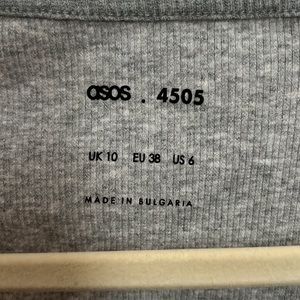 asos . 4505
UK 10 EU 38 US 6
MADE IN BULGARIA